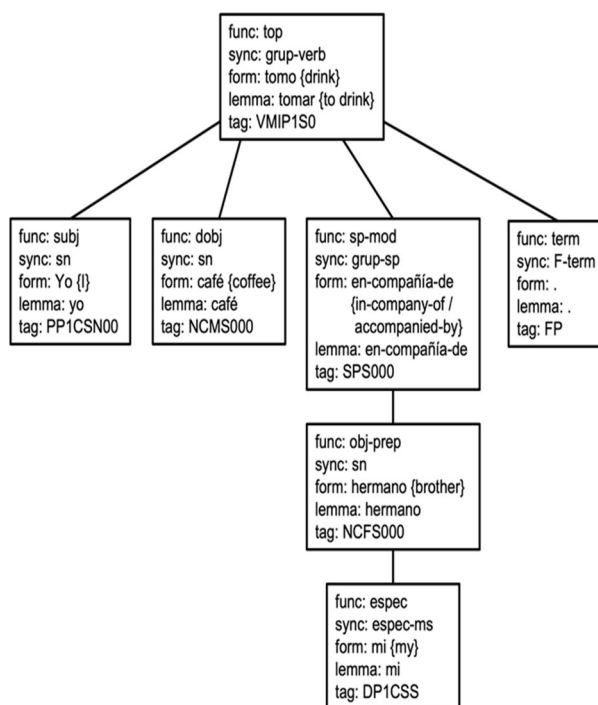 func: top
sync: grup-verb
form: tomo {drink}
lemma: tomar {to drink}
tag: VMIP1S0
func: subj
sync: sn
form: Yo {I}
lemma: yo
tag: PP1CSN00
func: dobj
sync: sn
form: café {coffee}
lemma: café
tag: NCMS000
func: sp-mod
sync: grup-sp
form: en-compañía-de
{in-company-of /
accompanied-by}
lemma: en-compañía-de
tag: SPS000
func: term
sync: F-term
form: .
lemma: .
tag: FP
func: obj-prep
sync: sn
form: hermano {brother}
lemma: hermano
tag: NCFS000
func: espec
sync: espec-ms
form: mi {my}
lemma: mi
tag: DP1CSS